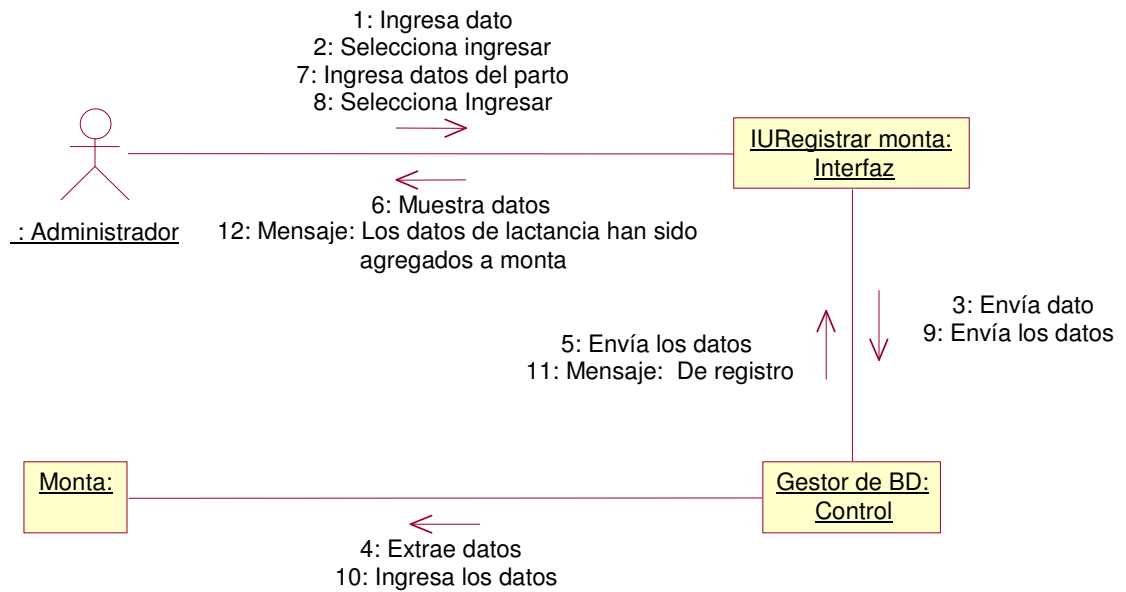 1: Ingresa dato
2: Selecciona ingresar
7: Ingresa datos del parto
8: Selecciona Ingresar
IURegistrar monta:
Interfaz
: Administrador
6: Muestra datos
12: Mensaje: Los datos de lactancia han sido
agregados a monta
3: Envía dato
9: Envía los datos
5: Envía los datos
11: Mensaje: De registro
Monta:
Gestor de BD:
Control
4: Extrae datos
10: Ingresa los datos